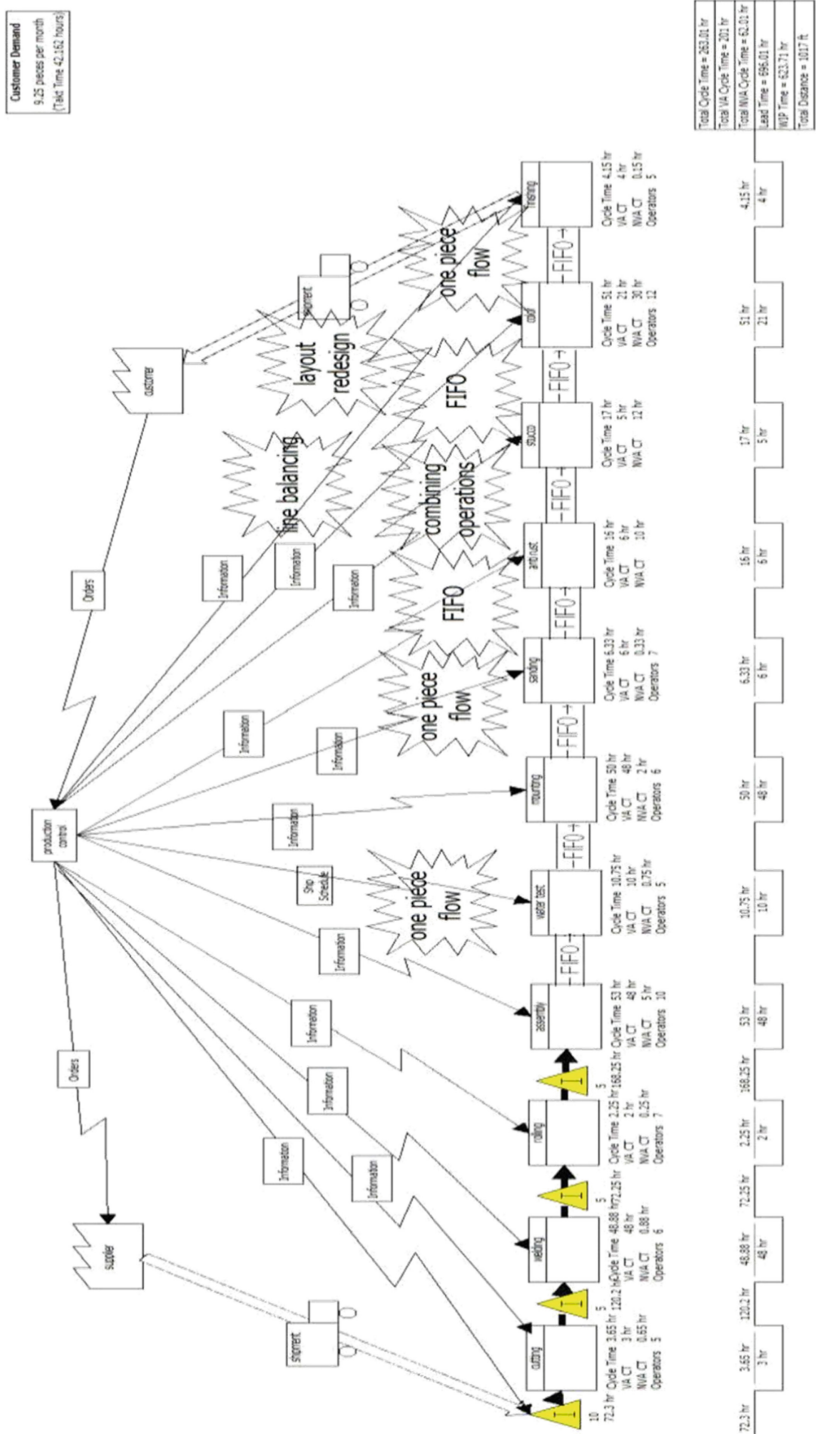 Customer Demand
9.25 pieces per month
(Takt Time 42.162 hours)
production
control
Orders
Orders
supplier
customer
shipment
shipment
Information
Information
Information
Information
Information
Ship
Schedule
Information
Information
Information
Information
Information
Information
line balancing
layout
redesign
one piece
flow
one piece
flow
FIFO
combining
operations
FIFO
one piece
flow
I
10
72.3 hr
cutting
Cycle Time 3.65 hr
VA CT 3 hr
NVA CT 0.65 hr
Operators 5
I
5
120.2 hr
welding
Cycle Time 48.88 hr
VA CT 48 hr
NVA CT 0.88 hr
Operators 6
I
5
72.25 hr
rolling
Cycle Time 2.25 hr
VA CT 2 hr
NVA CT 0.25 hr
Operators 7
I
5
168.25 hr
assembly
Cycle Time 53 hr
VA CT 48 hr
NVA CT 5 hr
Operators 10
FIFO→
water test
Cycle Time 10.75 hr
VA CT 10 hr
NVA CT 0.75 hr
Operators 5
FIFO→
mounting
Cycle Time 50 hr
VA CT 48 hr
NVA CT 2 hr
Operators 6
FIFO→
sanding
Cycle Time 6.33 hr
VA CT 6 hr
NVA CT 0.33 hr
Operators 7
FIFO→
anti rust
Cycle Time 16 hr
VA CT 6 hr
NVA CT 10 hr
FIFO→
stucco
Cycle Time 17 hr
VA CT 5 hr
NVA CT 12 hr
FIFO→
color
Cycle Time 51 hr
VA CT 21 hr
NVA CT 30 hr
Operators 12
FIFO→
finishing
Cycle Time 4.15 hr
VA CT 4 hr
NVA CT 0.15 hr
Operators 5
72.3 hr
3.65 hr
3 hr
120.2 hr
48.88 hr
48 hr
72.25 hr
2.25 hr
2 hr
168.25 hr
53 hr
48 hr
10.75 hr
10 hr
50 hr
48 hr
6.33 hr
6 hr
16 hr
6 hr
17 hr
5 hr
51 hr
21 hr
4.15 hr
4 hr
Total Cycle Time = 263.01 hr
Total VA Cycle Time = 201 hr
Total NVA Cycle Time = 62.01 hr
Lead Time = 696.01 hr
WIP Time = 623.71 hr
Total Distance = 1017 ft